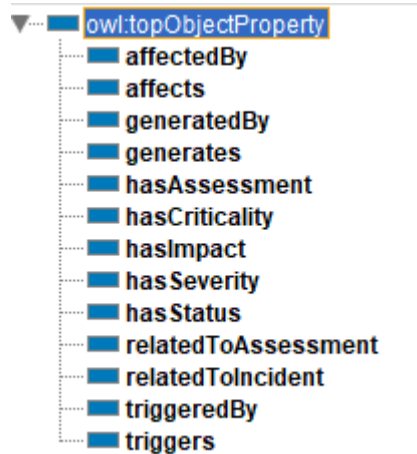 owl:topObjectProperty
affectedBy
affects
generatedBy
generates
hasAssessment
hasCriticality
hasImpact
hasSeverity
hasStatus
relatedToAssessment
relatedToIncident
triggeredBy
triggers